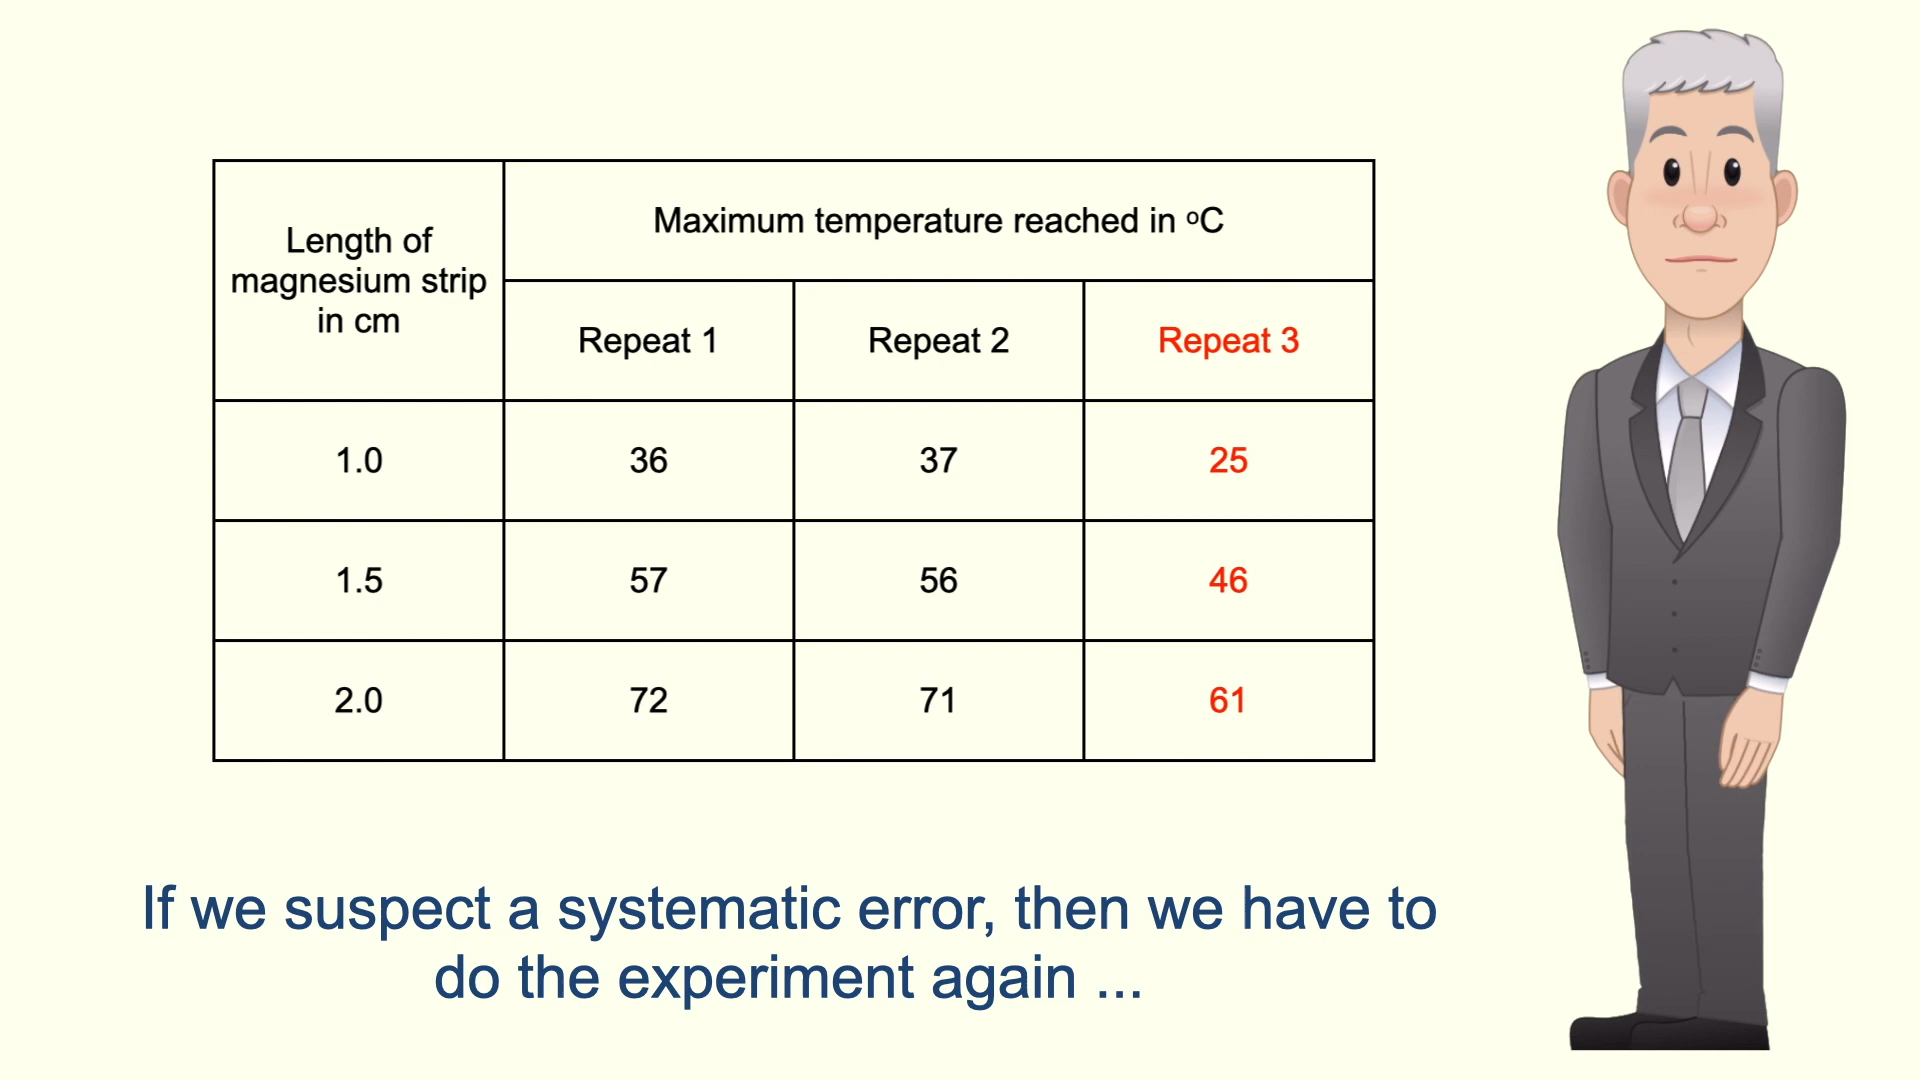 Length of
magnesium strip
in cm
Maximum temperature reached in ºC
Repeat 1 Repeat 2 Repeat 3
1.0 36 37 25
1.5 57 56 46
2.0 72 71 61
If we suspect a systematic error, then we have to
do the experiment again ...